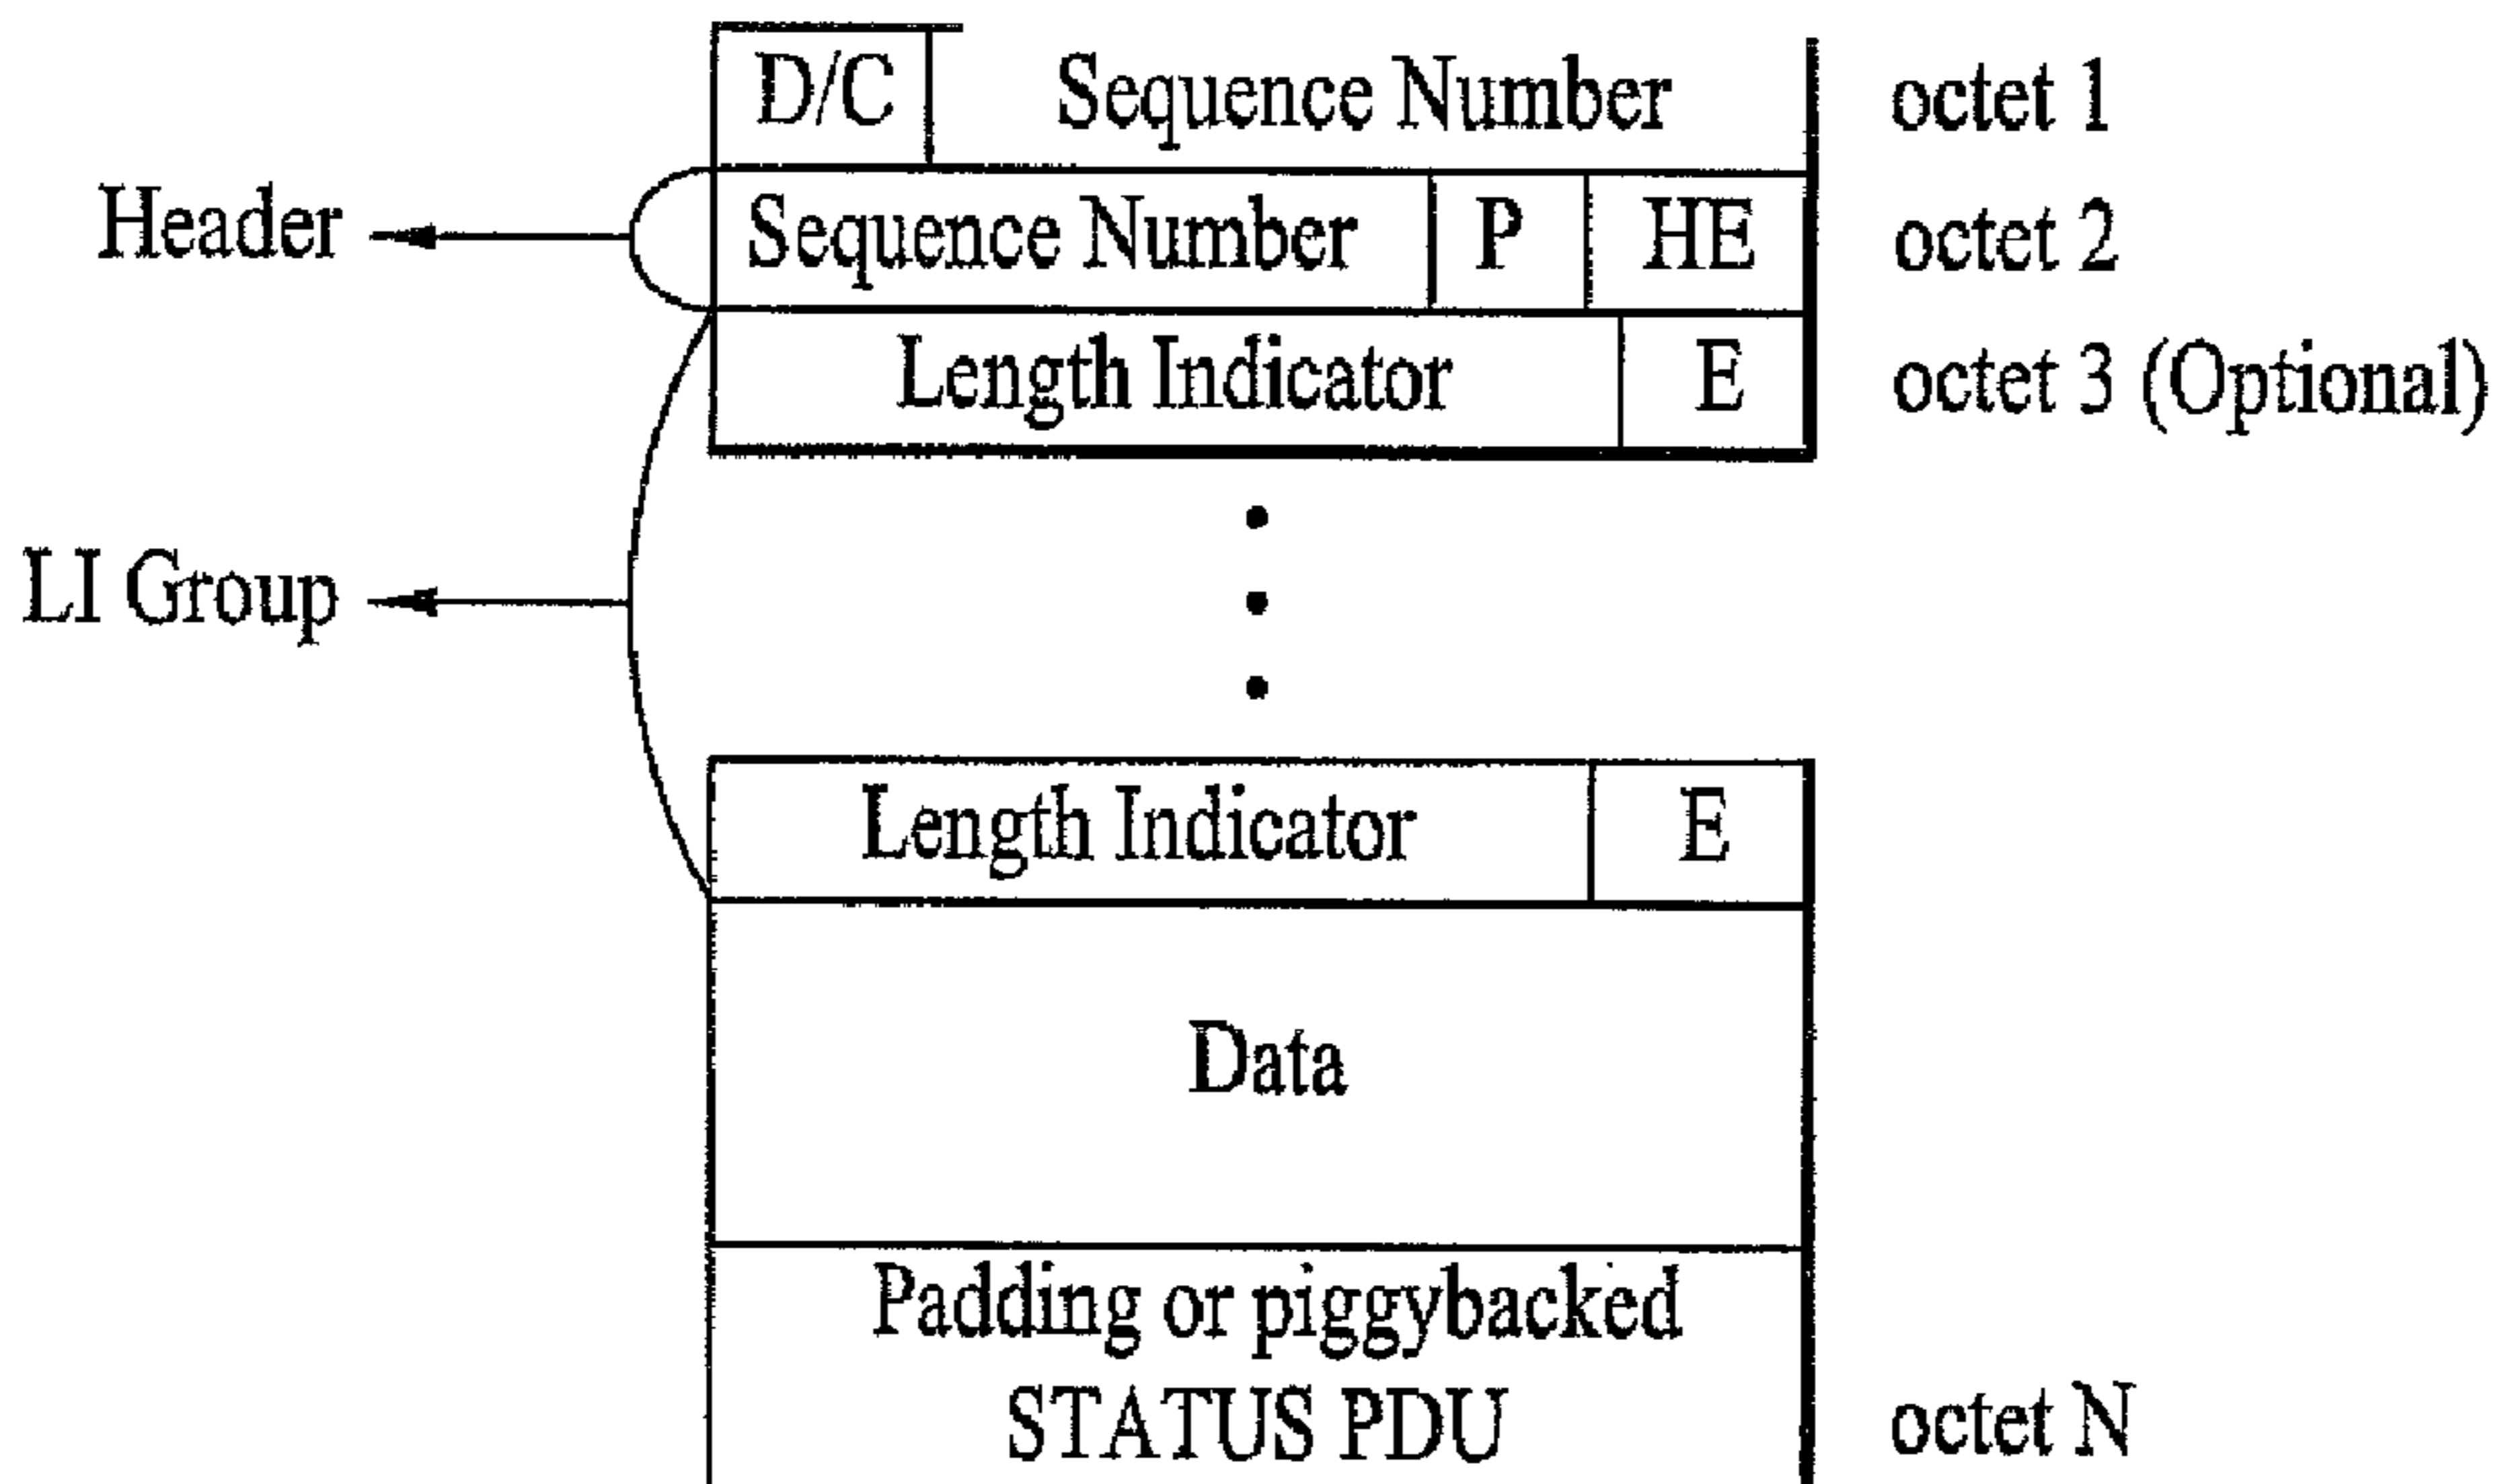 D/C Sequence Number octet 1
Header Sequence Number P HE octet 2
Length Indicator E octet 3 (Optional)
LI Group
Length Indicator E
Data
Padding or piggybacked
STATUS PDU octet N